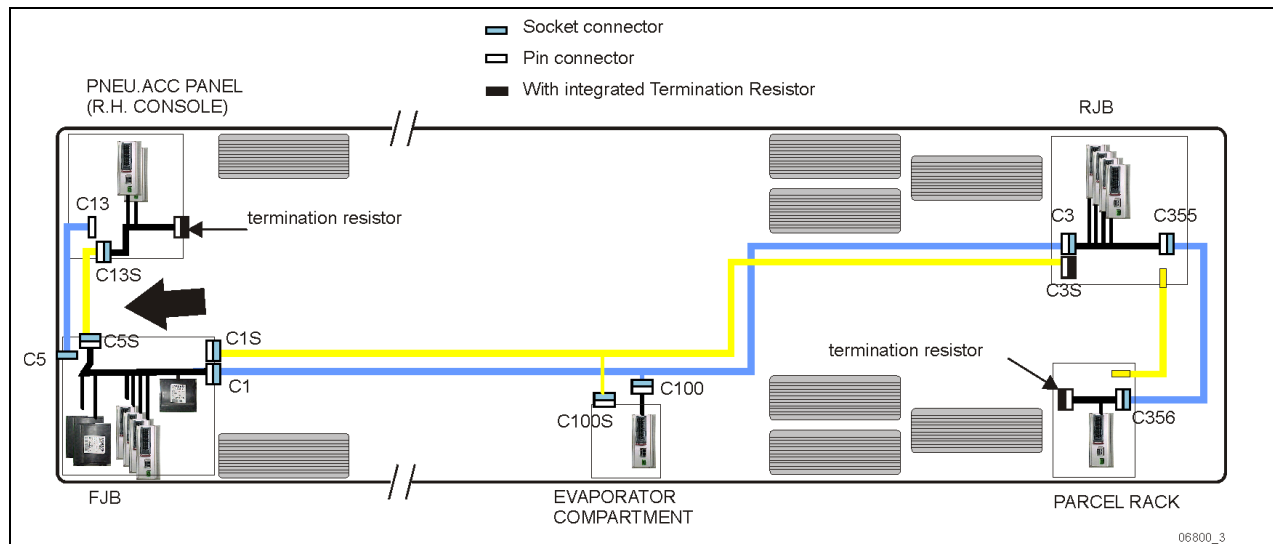 Socket connector
Pin connector
With integrated Termination Resistor
PNEU.ACC PANEL
(R.H. CONSOLE)
RJB
C13
termination resistor
C3
C355
C13S
C3S
C5
C5S
C1S
C1
termination resistor
C100
C100S
C356
FJB
EVAPORATOR
COMPARTMENT
PARCEL RACK
06800_3